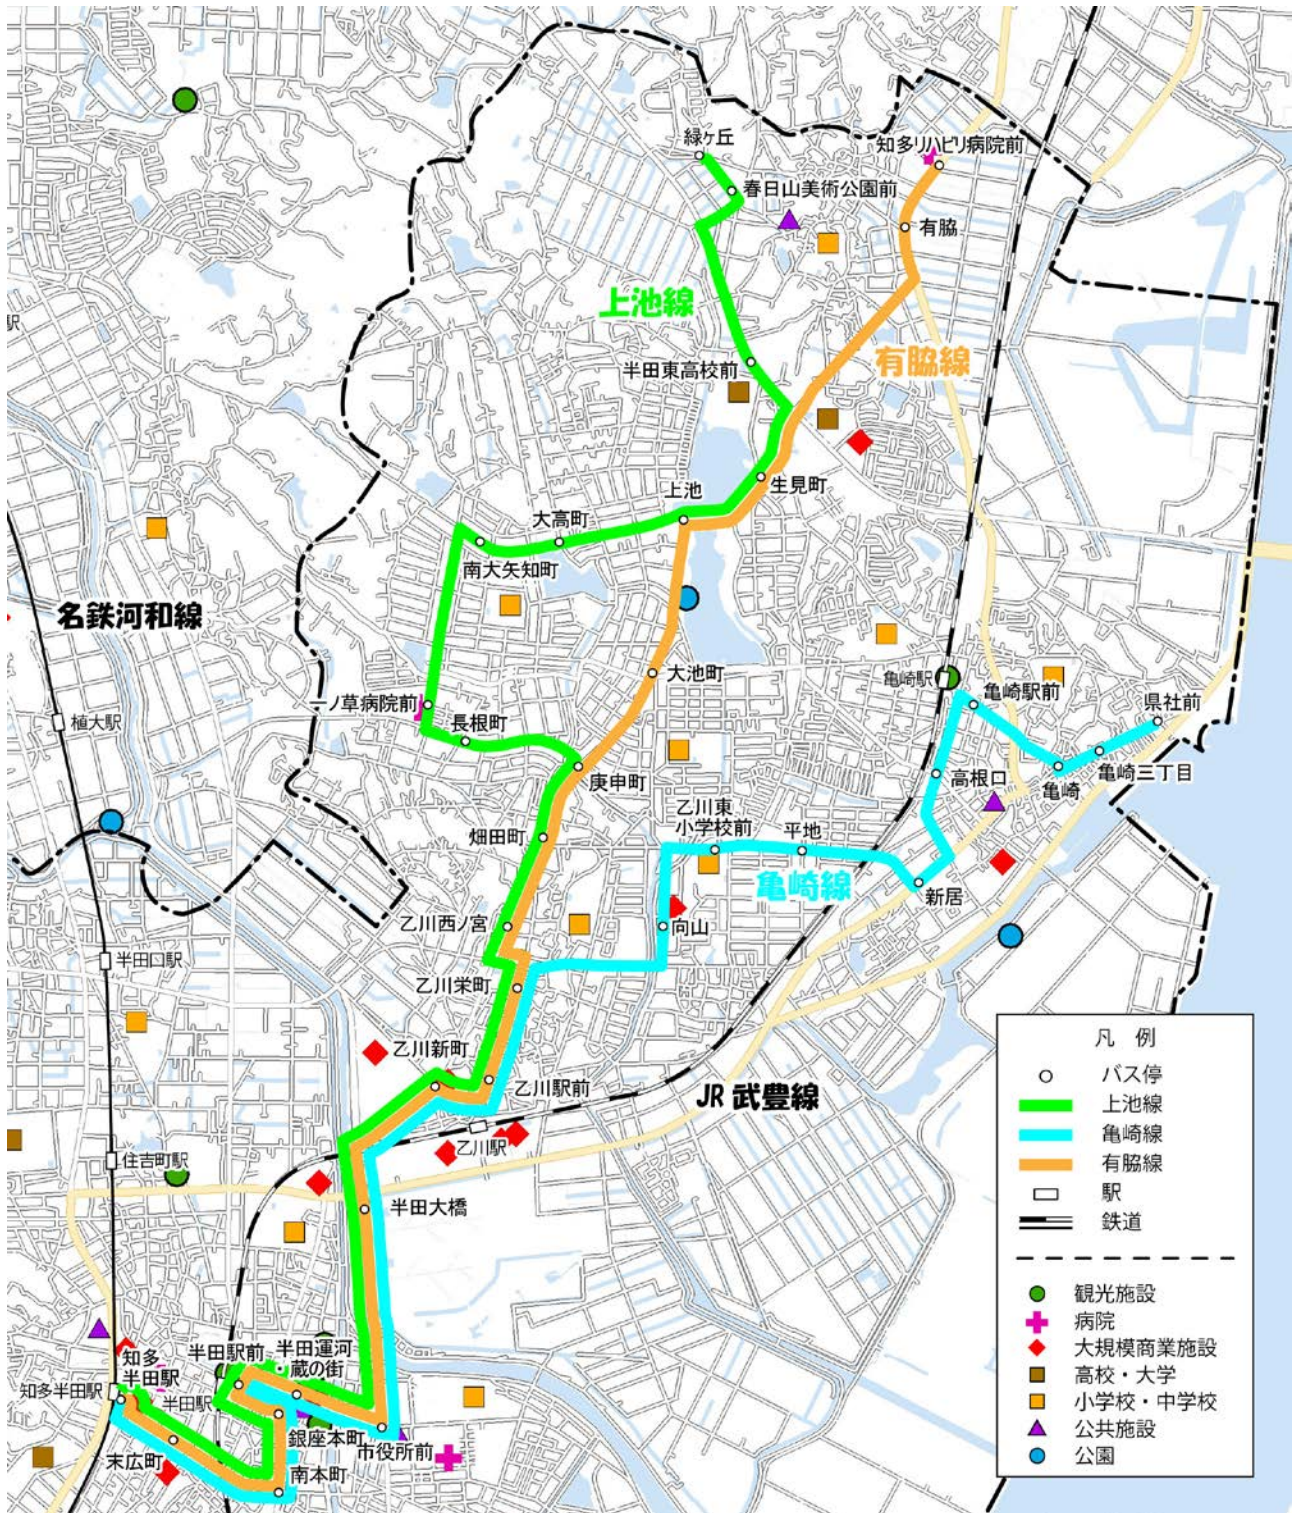 緑ヶ丘
知多リハビリ病院前
春日山美術公園前
有脇
上池線
駅
半田東高校前
有脇線
生見町
上池
大高町
南大矢知町
名鉄河和線
大池町
亀崎駅
一ノ草病院前
亀崎駅前
県社前
植大駅
長根町
庚申町
高根口
亀崎
亀崎三丁目
乙川東
小学校前
平地
畑田町
亀崎線
新居
乙川西ノ宮
向山
半田口駅
乙川栄町
乙川新町
乙川駅前
JR 武豊線
乙川駅
住吉町駅
半田大橋
半田駅前
半田運河
・蔵の街
知多
半田駅
知多半田駅
半田駅
銀座本町
市役所前
末広町
南本町
凡 例
バス停
上池線
亀崎線
有脇線
駅
鉄道
観光施設
病院
大規模商業施設
高校・大学
小学校・中学校
公共施設
公園